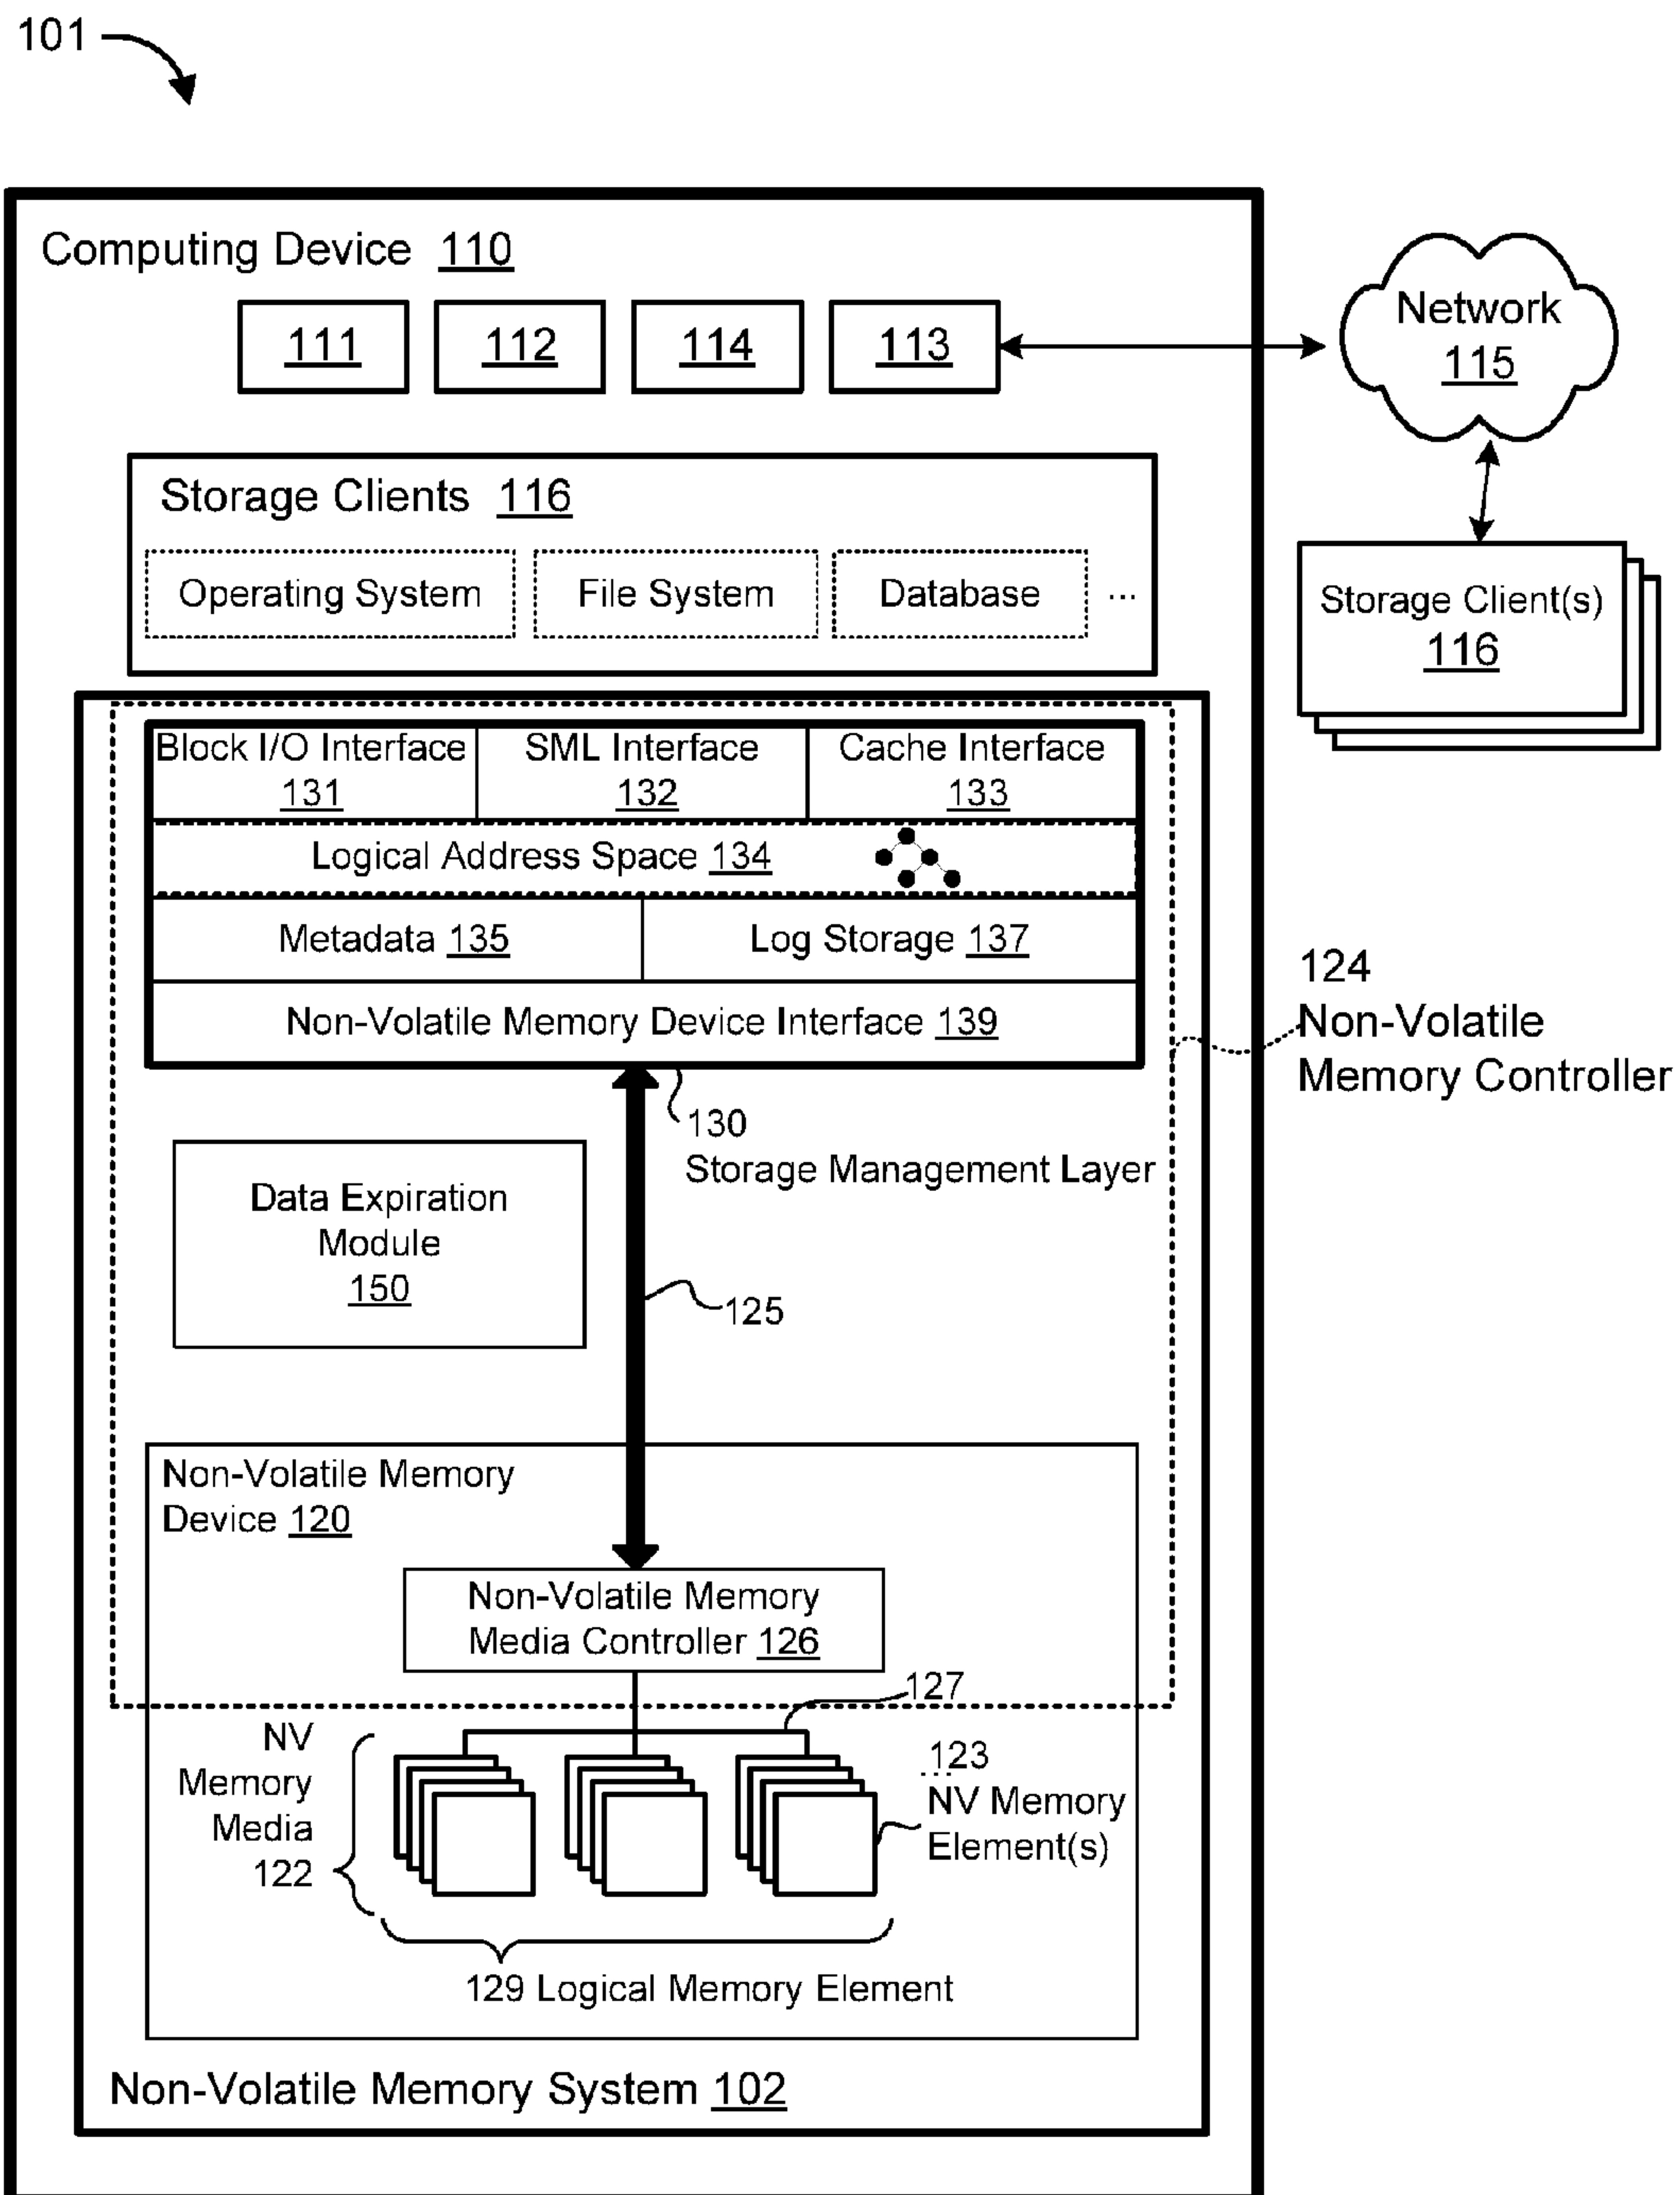 101
Computing Device 110
111 112 114 113
Network
115
Storage Clients 116
Operating System File System Database ...
Storage Client(s)
116
Block I/O Interface
131
SML Interface
132
Cache Interface
133
Logical Address Space 134
Metadata 135
Log Storage 137
Non-Volatile Memory Device Interface 139
124
Non-Volatile
Memory Controller
130
Storage Management Layer
Data Expiration
Module
150
125
Non-Volatile Memory
Device 120
Non-Volatile Memory
Media Controller 126
127
NV
Memory
Media
122
...
123
NV Memory
Element(s)
129 Logical Memory Element
Non-Volatile Memory System 102